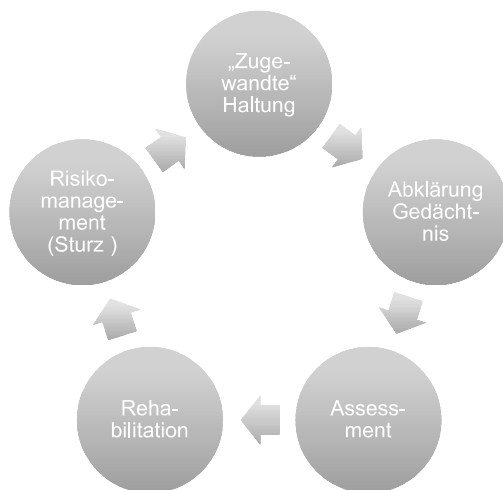 „Zuge-
wandte“
Haltung
Abklärung
Gedächt-
nis
Assess-
ment
Reha-
bilitation
Risiko-
manage-
ment
(Sturz )